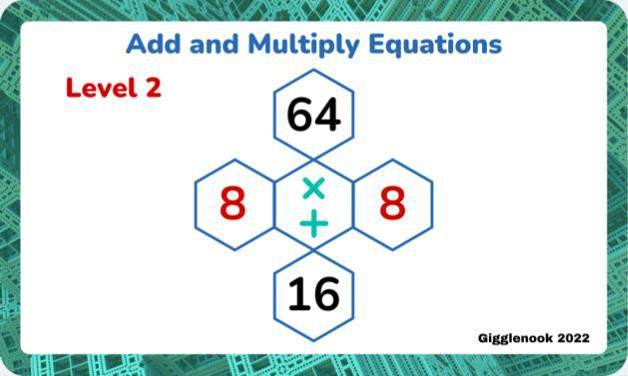 Add and Multiply Equations
Level 2
64
8 × 8
+
16
Gigglenook 2022